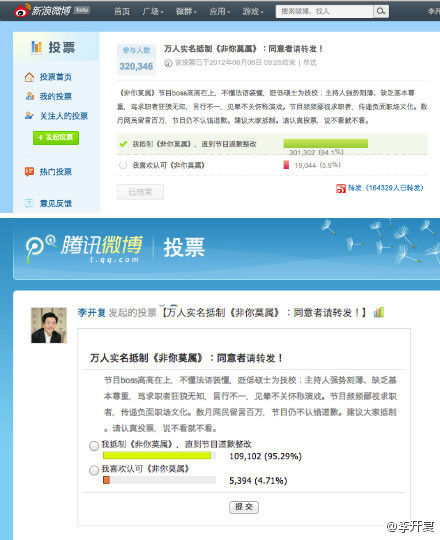 新浪微博 beta
首页 广场 微群 应用 游戏
搜索微博、找人
李开
投票
投票首页
我的投票
关注人的投票
+ 发起投票
热门投票
意见反馈
参与人数
320,346
万人实名抵制《非你莫属》：同意者请转发！
该投票已于2012年06月06日 09:25结束 | 单选
《非你莫属》节目boss高高在上，不懂法语装懂，贬低硕士为技校；主持人强势刻薄、缺乏基本尊
重，骂求职者狂狼无知，言行不一，见晕不关怀称演戏。节目频频鄙视求职者，传递负面职场文化。数
月网民留言百万，节目仍不认错道歉。建议大家抵制。请认真投票，说不看就不看。
我抵制《非你莫属》，直到节目道歉整改
301,302 (94.1%)
我喜欢认可《非你莫属》
19,044 (5.9%)
已结束
转发（164329人已转发）
腾讯微博
t.qq.com
投票
李开复 发起的投票【万人实名抵制《非你莫属》：同意者请转发！】
万人实名抵制《非你莫属》：同意者请转发！
节目boss高高在上，不懂法语装懂，贬低硕士为技校；主持人强势刻薄、缺乏基
本尊重，骂求职者狂狼无知，言行不一，见晕不关怀称演戏。节目频频鄙视求职
者，传递负面职场文化。数月网民留言百万，节目仍不认错道歉。建议大家抵制
。请认真投票，说不看就不看。
我抵制《非你莫属》，直到节目道歉整改
109,102 (95.29%)
我喜欢认可《非你莫属》
5,394 (4.71%)
提 交
@李开复